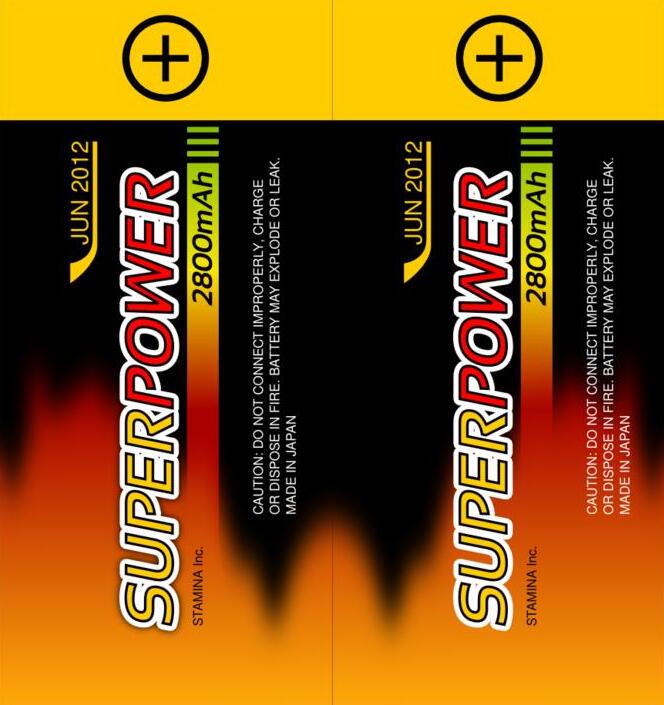 JUN 2012
SUPERPOWER
2800mAh
STAMINA Inc.
CAUTION: DO NOT CONNECT IMPROPERLY, CHARGE
OR DISPOSE IN FIRE. BATTERY MAY EXPLODE OR LEAK.
MADE IN JAPAN
JUN 2012
SUPERPOWER
2800mAh
STAMINA Inc.
CAUTION: DO NOT CONNECT IMPROPERLY, CHARGE
OR DISPOSE IN FIRE. BATTERY MAY EXPLODE OR LEAK.
MADE IN JAPAN